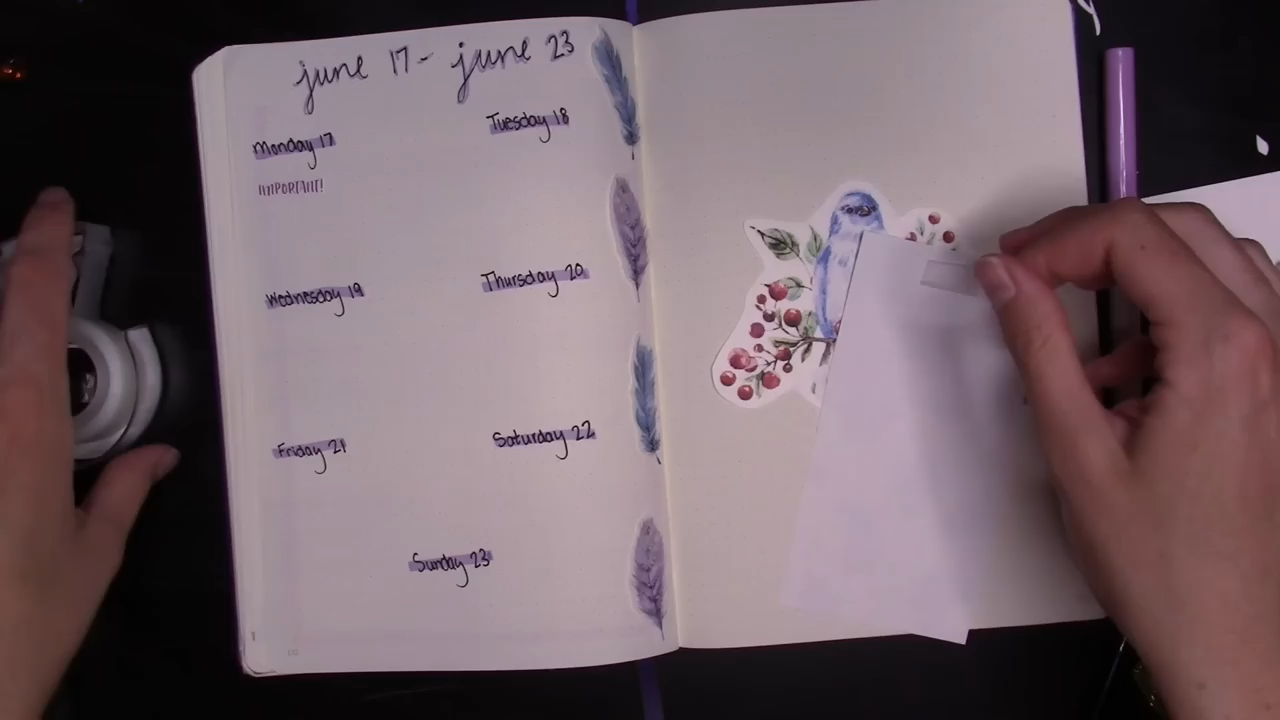 june 17 - june 23
Monday 17
Tuesday 18
IMPORTANT!
Wednesday 19
Thursday 20
Friday 21
Saturday 22
Sunday 23